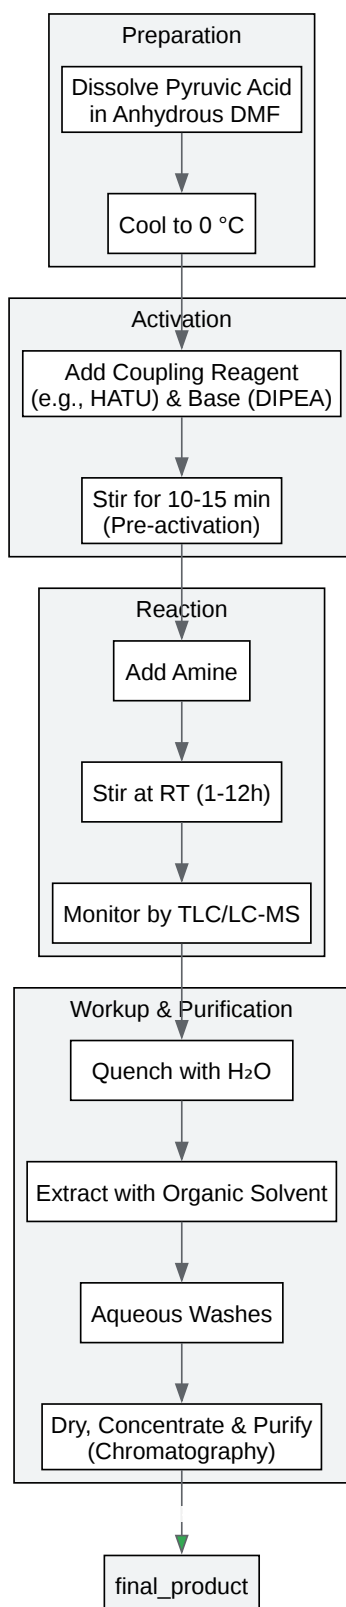 Preparation
Dissolve Pyruvic Acid
in Anhydrous DMF
Cool to 0 °C
Activation
Add Coupling Reagent
(e.g., HATU) & Base (DIPEA)
Stir for 10-15 min
(Pre-activation)
Reaction
Add Amine
Stir at RT (1-12h)
Monitor by TLC/LC-MS
Workup & Purification
Quench with H₂O
Extract with Organic Solvent
Aqueous Washes
Dry, Concentrate & Purify
(Chromatography)
final_product